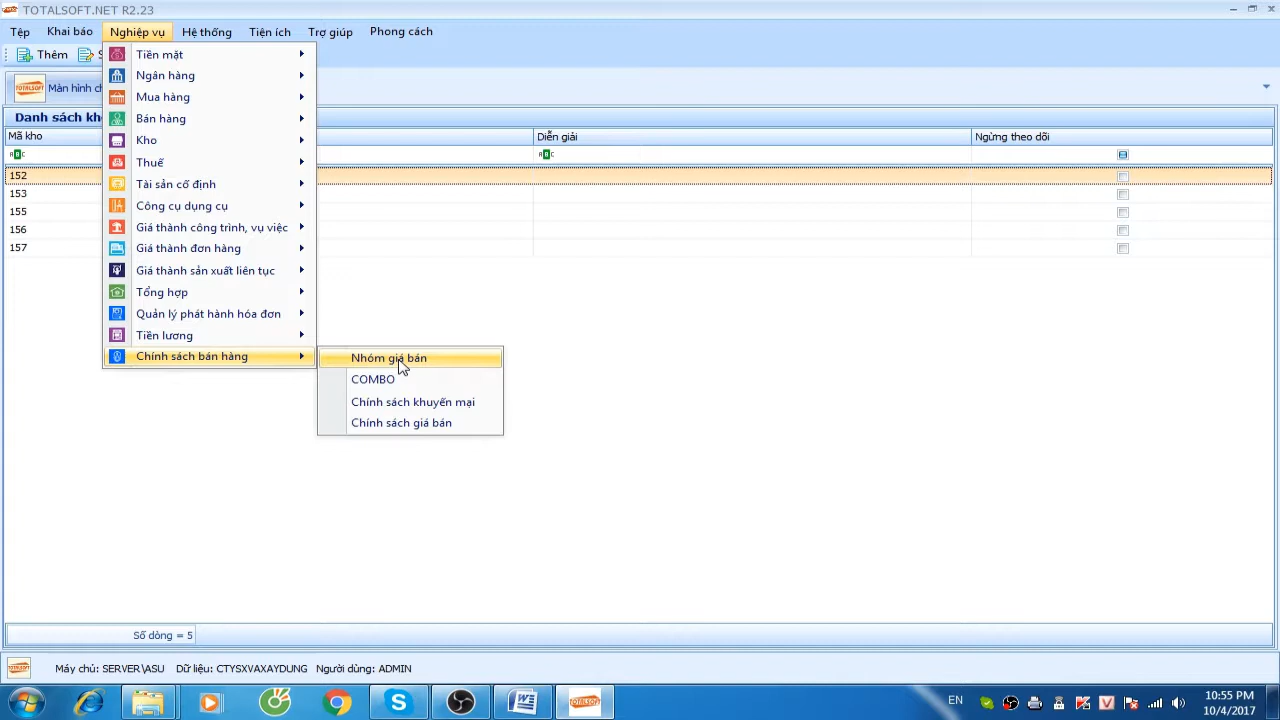 TOTALSOFT.NET R2.23
Tệp Khai báo Nghiệp vụ Hệ thống Tiện ích Trợ giúp Phong cách
Thêm
Màn hình
Danh sách
Mã kho Diễn giải Ngừng theo dõi
152
153
155
156
157
Tiền mặt
Ngân hàng
Mua hàng
Bán hàng
Kho
Thuế
Tài sản cố định
Công cụ dụng cụ
Giá thành công trình, vụ việc
Giá thành đơn hàng
Giá thành sản xuất liên tục
Tổng hợp
Quản lý phát hành hóa đơn
Tiền lương
Chính sách bán hàng
Nhóm giá bán
COMBO
Chính sách khuyến mại
Chính sách giá bán
Số dòng = 5
Máy chủ: SERVER\ASU Dữ liệu: CTYSXVAXAYDUNG Người dùng: ADMIN
EN
10:55 PM
10/4/2017